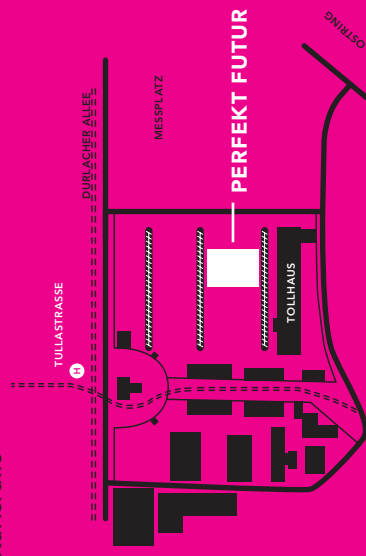 OSTRING
DURLACHER ALLEE
MESSPLATZ
PERFEKT FUTUR
TULLASTRASSE
H
TOLLHAUS